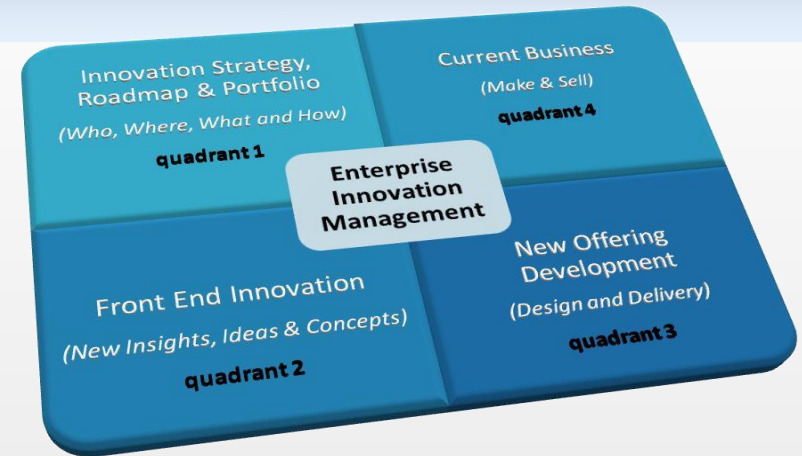 Innovation Strategy,
Roadmap & Portfolio
(Who, Where, What and How)
quadrant 1
Current Business
(Make & Sell)
quadrant 4
Enterprise
Innovation
Management
Front End Innovation
(New Insights, Ideas & Concepts)
quadrant 2
New Offering
Development
(Design and Delivery)
quadrant 3